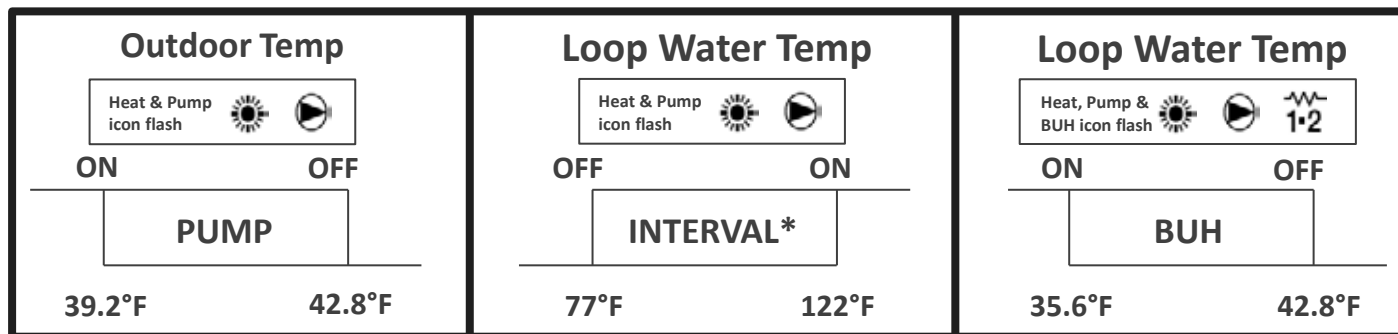 Outdoor Temp
Heat & Pump
icon flash
ON OFF
PUMP
39.2°F 42.8°F
Loop Water Temp
Heat & Pump
icon flash
OFF ON
INTERVAL*
77°F 122°F
Loop Water Temp
Heat, Pump &
BUH icon flash
1▪2
ON OFF
BUH
35.6°F 42.8°F